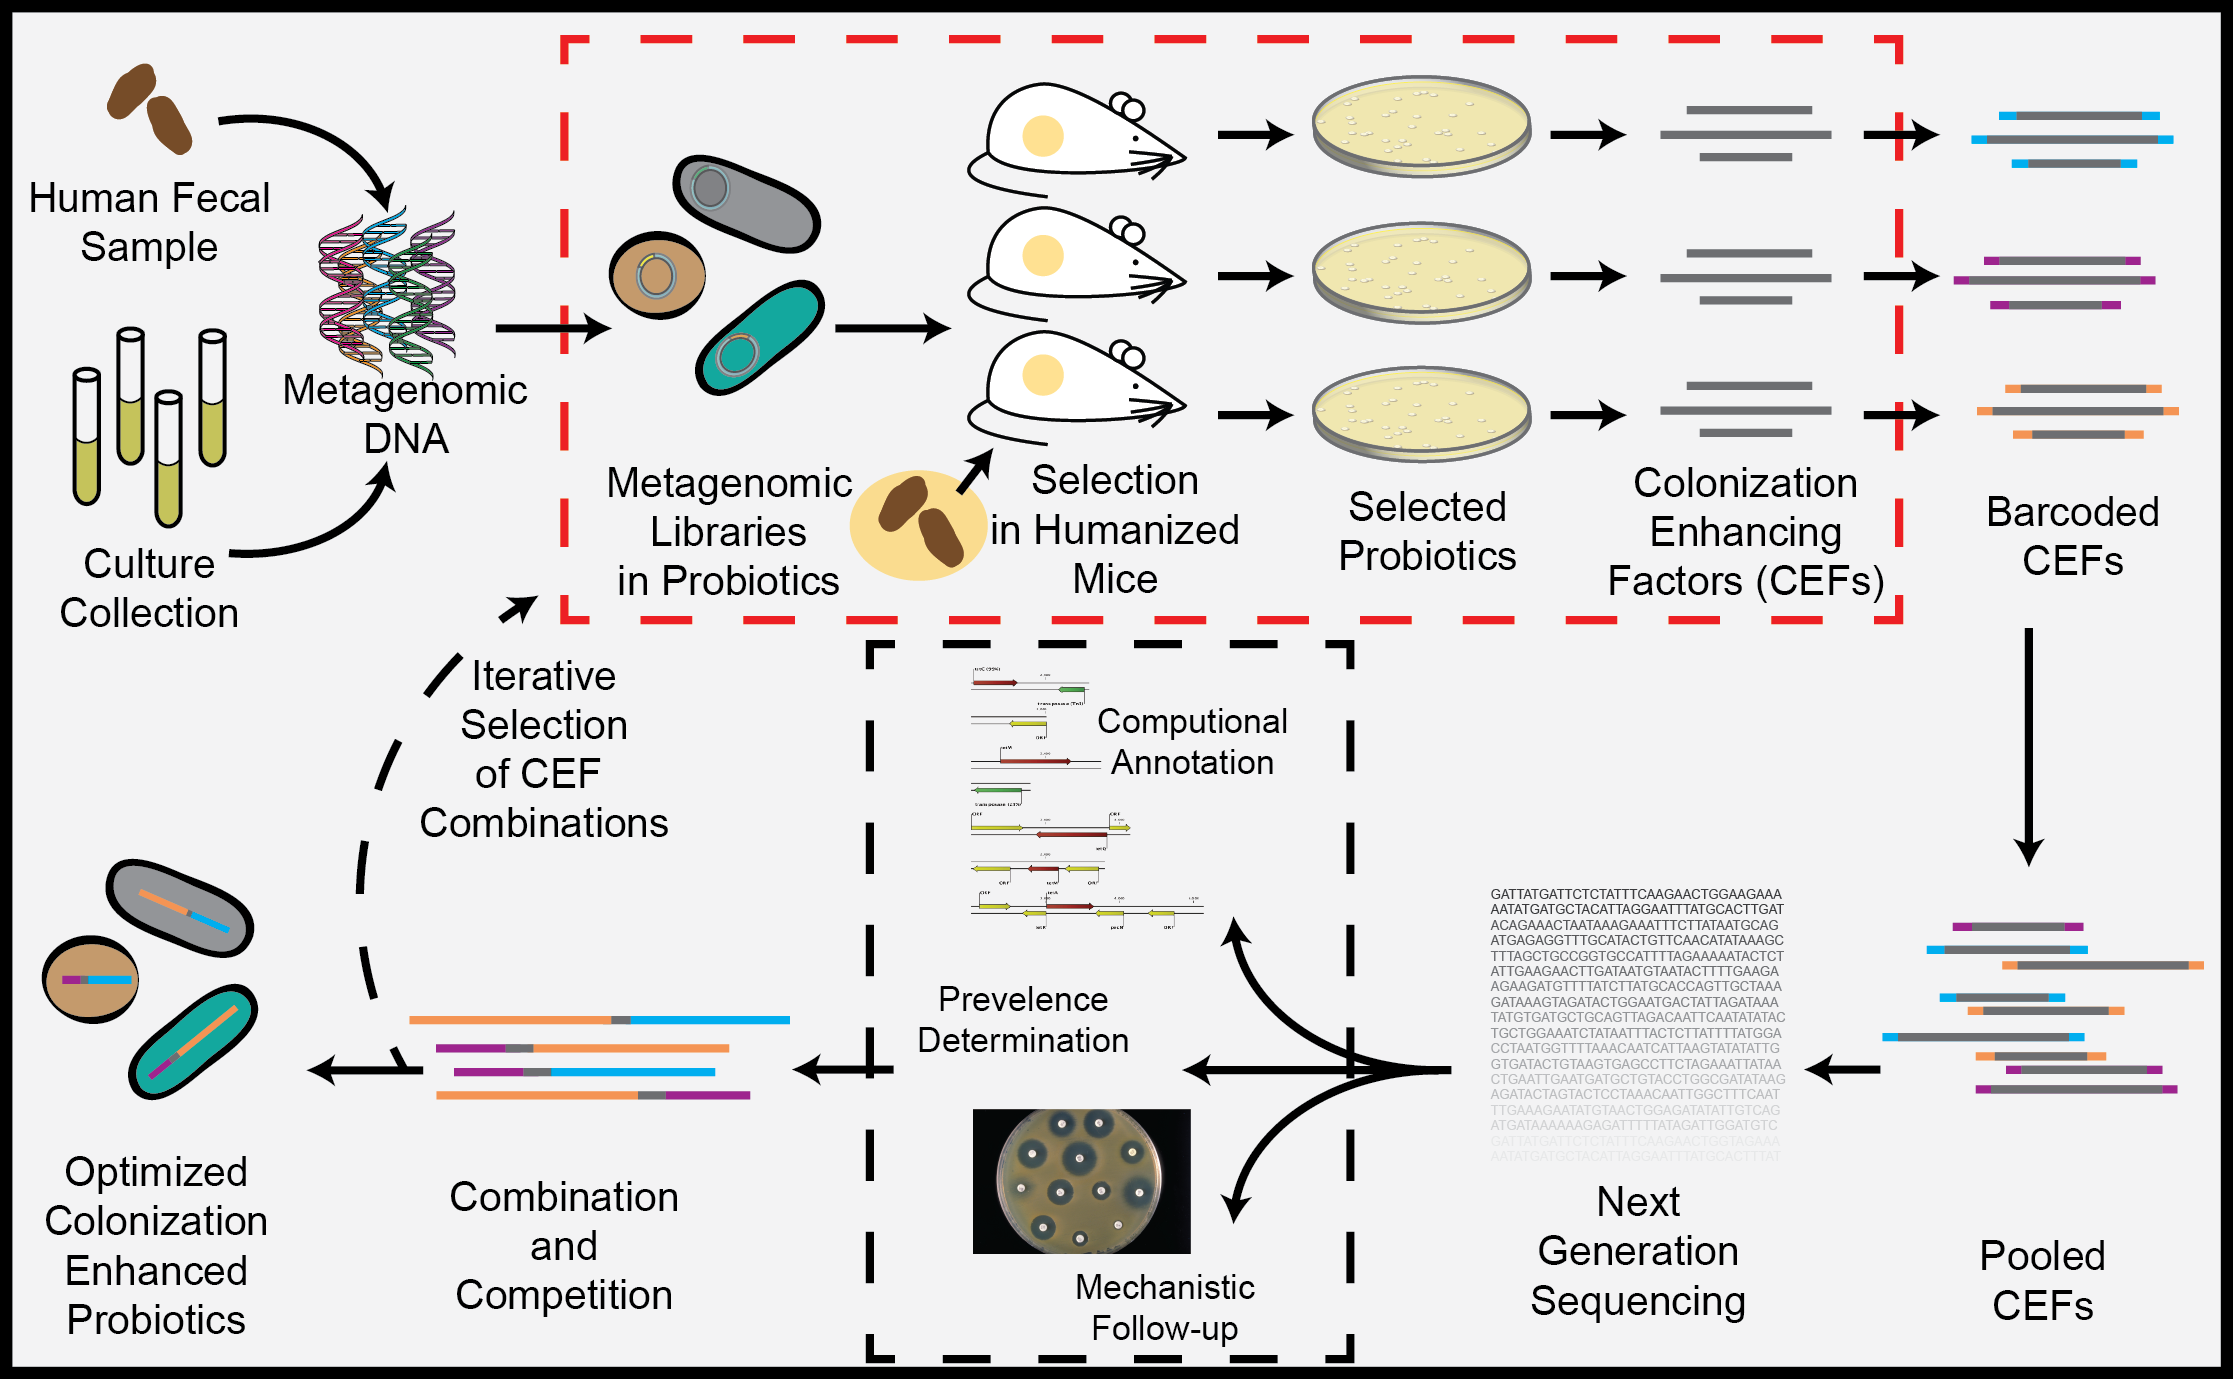 Human Fecal
Sample
Culture
Collection
Metagenomic
DNA
Metagenomic
Libraries
in Probiotics
Selection
in Humanized
Mice
Selected
Probiotics
Colonization
Enhancing
Factors (CEFs)
Barcoded
CEFs
Pooled
CEFs
GATTATGATTCTCTATTTCAAGAACTGGAAGAAA
AATATGATGCTACATTAGGAATTTATGCACTTGAT
ACAGAAACTAATAAAGAAATTTCTTATAATGCAG
ATGAGAGGTTTGCATACTGTTCAACATATAAAGC
TTTAGCTGCCGGTGCCATTTTAGAAAAATACTCT
ATTGAAGAACTTGATAATGTAATACTTTTGAAGA
AGAAGATGTTTTATCTTATGCACCAGTTGCTAAA
GATAAAGTAGATACTGGAATGACTATTAGATAAA
TATGTGATGCTGCAGTTAGACAATTCAATATATAC
TGCTGGAAATCTATAATTTACTCTTATTTTATGGA
CCTAATGGTTTTAAACAATCATTAAGTATATATTG
GTGATACTGTAAGTGAGCCTTCTAGAAATTATAA
CTGAATTGAATGATGCTGTACCTGGCGATATAAG
AGATACTAGTACTCCTAAACAATTGGCTTTCAAT
TTGAAAGAATATGTAACTGGAGATATATTGTCAG
ATGATAAAAAAGAGATTTTTATAGATTGGATGTC
GATTATGATTCTCTATTTCAAGAACTGGTAGAAA
AATATGATGCTACATTAGGAATTTATGCACTTTAT
Next
Generation
Sequencing
Computional
Annotation
Prevelence
Determination
Mechanistic
Follow-up
Combination
and
Competition
Iterative
Selection
of CEF
Combinations
Optimized
Colonization
Enhanced
Probiotics